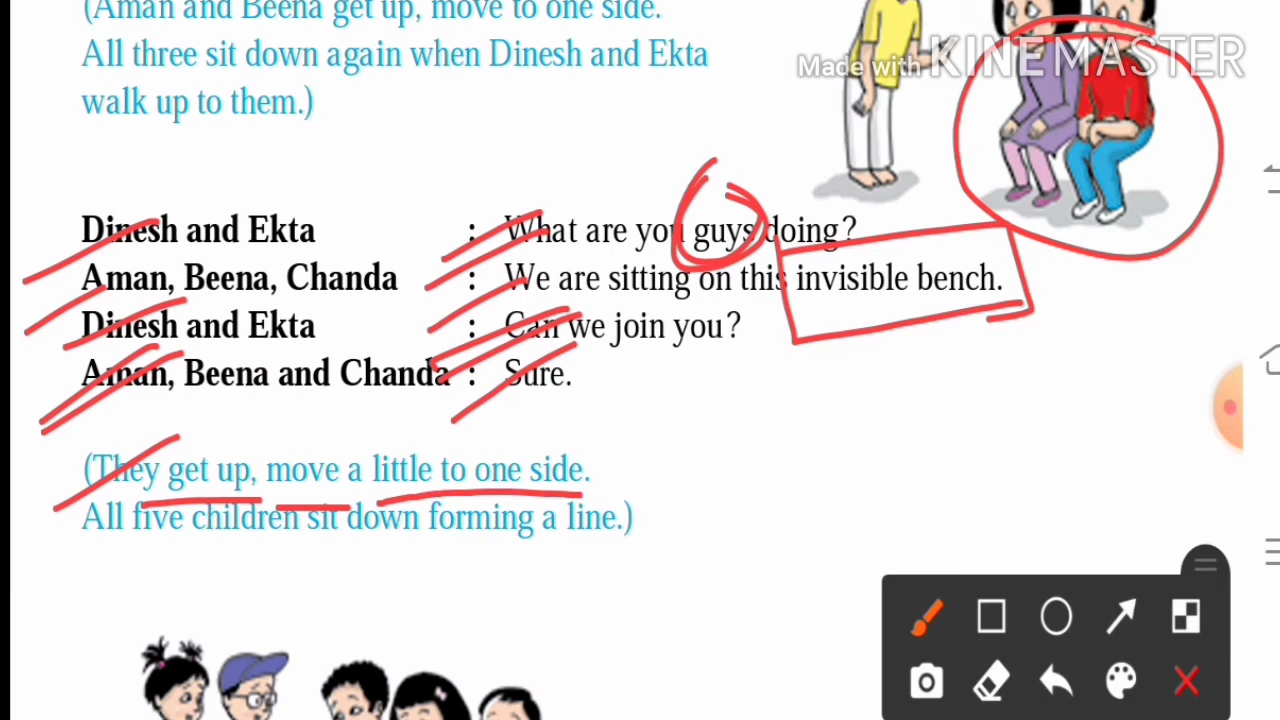 (Aman and Beena get up, move to one side.
All three sit down again when Dinesh and Ekta
walk up to them.)
Made with KINEMASTER
Dinesh and Ekta : What are you guys doing?
Aman, Beena, Chanda : We are sitting on this invisible bench.
Dinesh and Ekta : Can we join you?
Aman, Beena and Chanda : Sure.
(They get up, move a little to one side.
All five children sit down forming a line.)